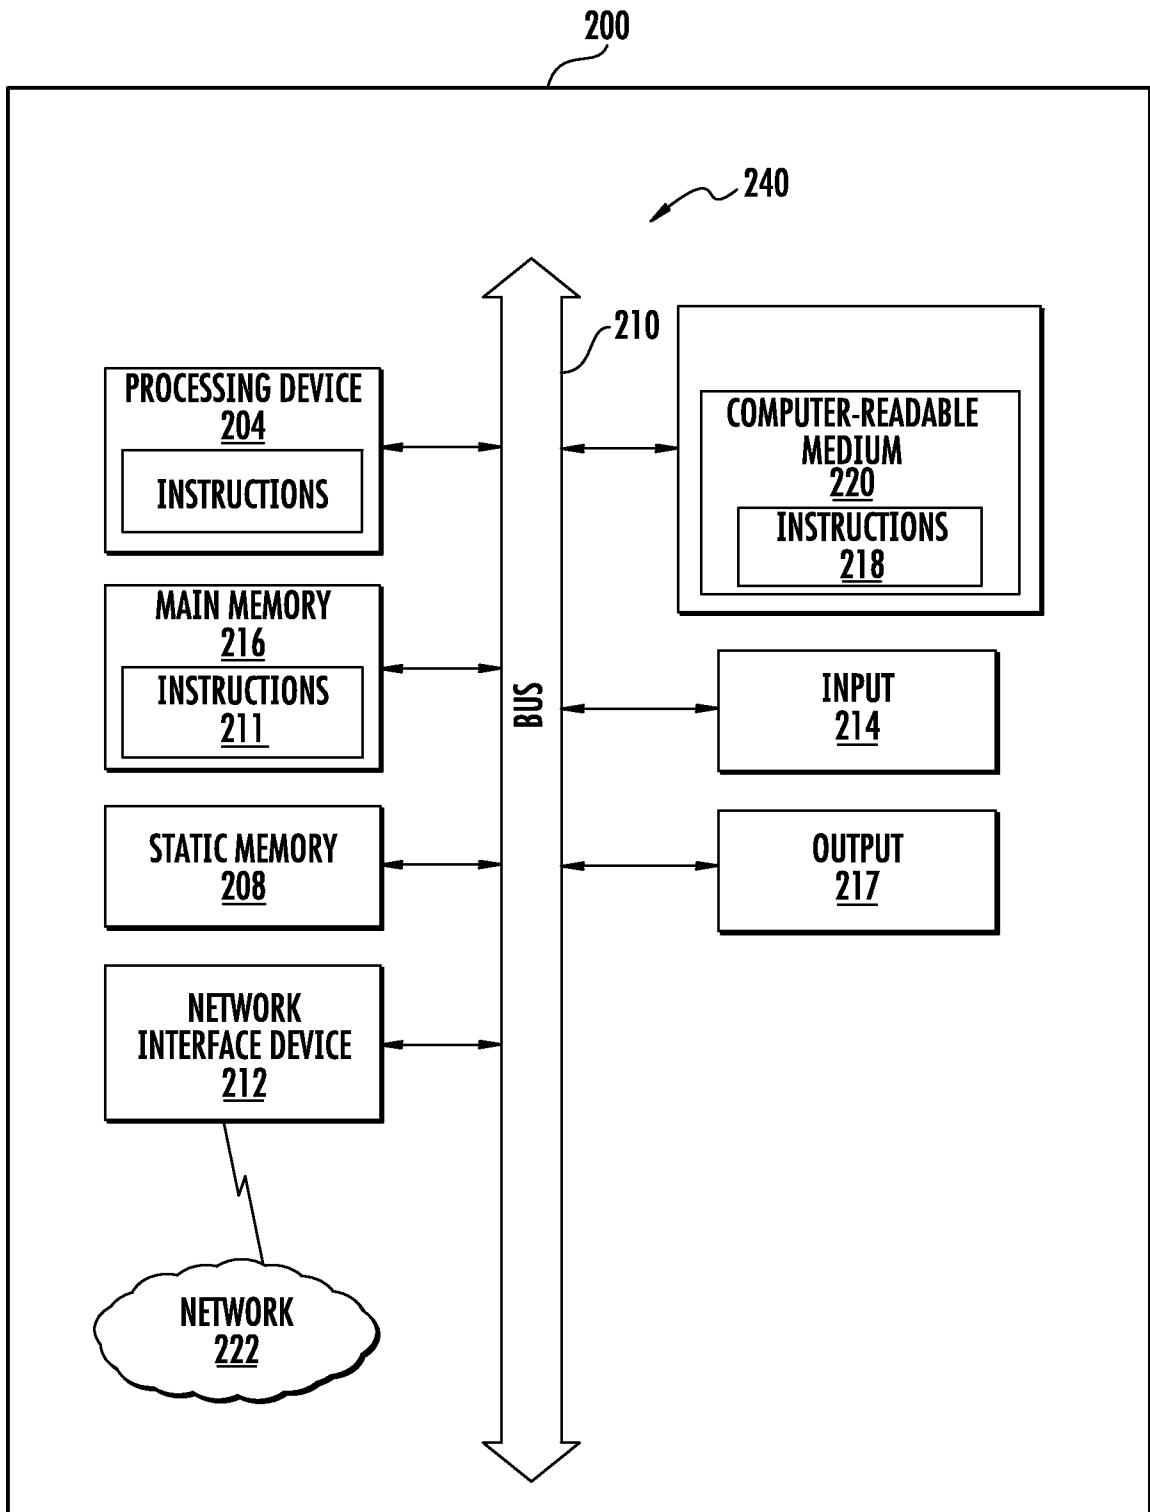 200
240
210
PROCESSING DEVICE
204
INSTRUCTIONS
COMPUTER-READABLE
MEDIUM
220
INSTRUCTIONS
218
MAIN MEMORY
216
INSTRUCTIONS
211
BUS
INPUT
214
STATIC MEMORY
208
OUTPUT
217
NETWORK
INTERFACE DEVICE
212
NETWORK
222